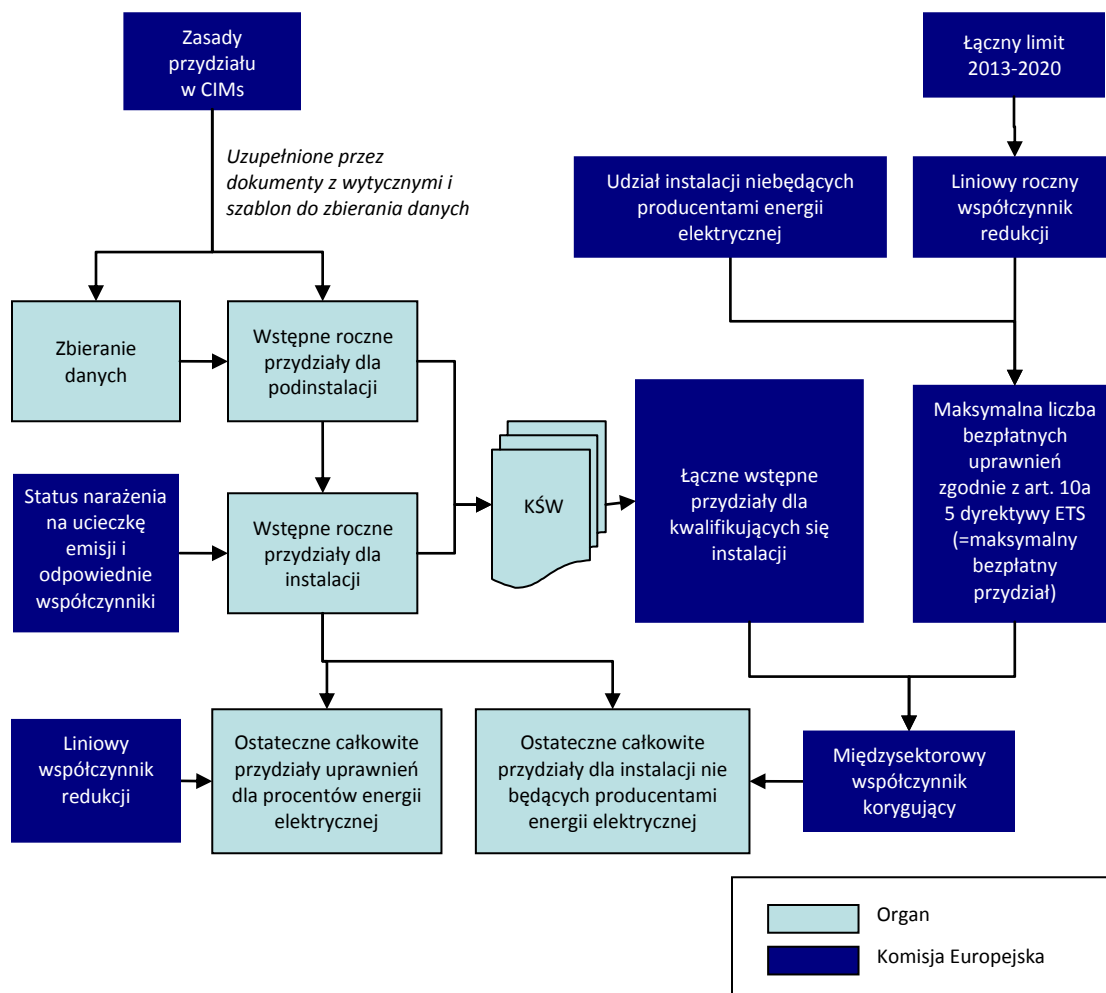 Zasady
przydziału
w CIMs
Łączny limit
2013-2020
Uzupełnione przez
dokumenty z wytycznymi i
szablon do zbierania danych
Udział instalacji niebędących
producentami energii
elektrycznej
Liniowy roczny
współczynnik
redukcji
Zbieranie
danych
Wstępne roczne
przydziały dla
podinstalacji
Status narażenia
na ucieczkę
emisji i
odpowiednie
współczynniki
Wstępne roczne
przydziały dla
instalacji
KŚW
Łączne wstępne
przydziały dla
kwalifikujących się
instalacji
Maksymalna liczba
bezpłatnych
uprawnień
zgodnie z art. 10a
5 dyrektywy ETS
(=maksymalny
bezpłatny
przydział)
Liniowy
współczynnik
redukcji
Ostateczne całkowite
przydziały uprawnień
dla procentów energii
elektrycznej
Ostateczne całkowite
przydziały dla instalacji nie
będących producentami
energii elektrycznej
Międzysektorowy
współczynnik
korygujący
Organ
Komisja Europejska